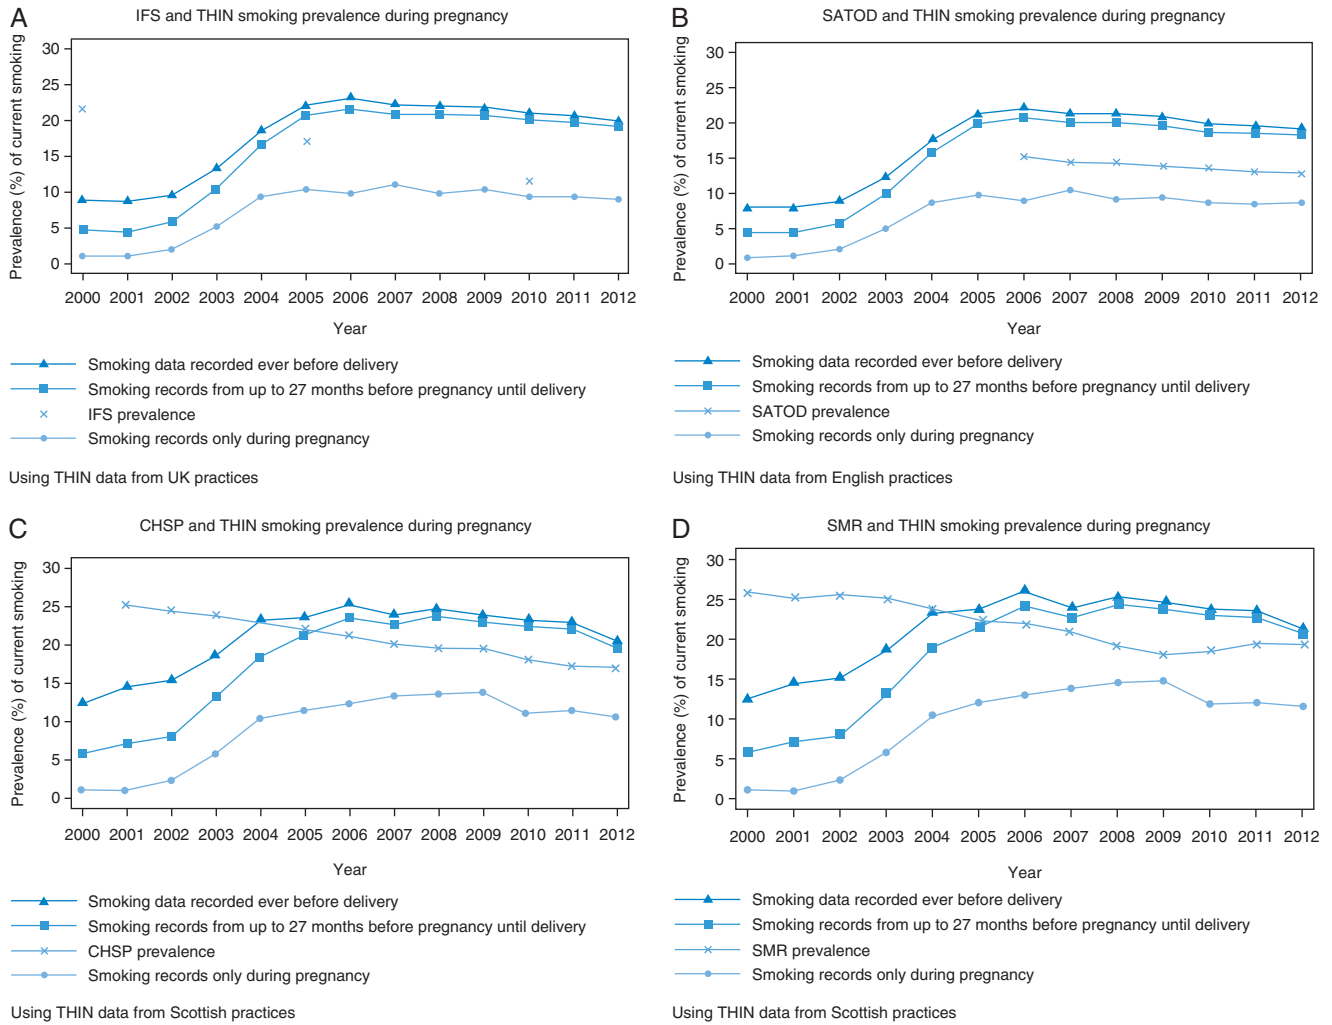 A
IFS and THIN smoking prevalence during pregnancy
Prevalence (%) of current smoking
30
25
20
15
10
5
0
2000 2001 2002 2003 2004 2005 2006 2007 2008 2009 2010 2011 2012
Year
Smoking data recorded ever before delivery
Smoking records from up to 27 months before pregnancy until delivery
IFS prevalence
Smoking records only during pregnancy
Using THIN data from UK practices
B
SATOD and THIN smoking prevalence during pregnancy
Prevalence (%) of current smoking
30
25
20
15
10
5
0
2000 2001 2002 2003 2004 2005 2006 2007 2008 2009 2010 2011 2012
Year
Smoking data recorded ever before delivery
Smoking records from up to 27 months before pregnancy until delivery
SATOD prevalence
Smoking records only during pregnancy
Using THIN data from English practices
C
CHSP and THIN smoking prevalence during pregnancy
Prevalence (%) of current smoking
30
25
20
15
10
5
0
2000 2001 2002 2003 2004 2005 2006 2007 2008 2009 2010 2011 2012
Year
Smoking data recorded ever before delivery
Smoking records from up to 27 months before pregnancy until delivery
CHSP prevalence
Smoking records only during pregnancy
Using THIN data from Scottish practices
D
SMR and THIN smoking prevalence during pregnancy
Prevalence (%) of current smoking
30
25
20
15
10
5
0
2000 2001 2002 2003 2004 2005 2006 2007 2008 2009 2010 2011 2012
Year
Smoking data recorded ever before delivery
Smoking records from up to 27 months before pregnancy until delivery
SMR prevalence
Smoking records only during pregnancy
Using THIN data from Scottish practices